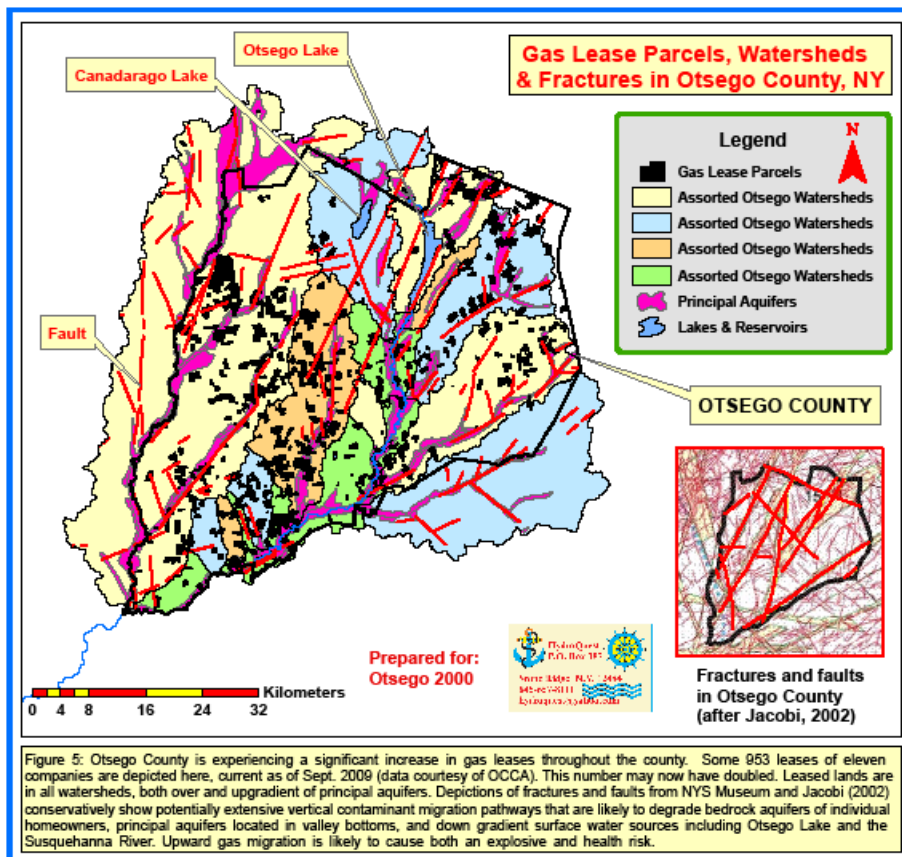 Otsego Lake
Canadarago Lake
Gas Lease Parcels, Watersheds
& Fractures in Otsego County, NY
Legend
N
Gas Lease Parcels
Assorted Otsego Watersheds
Assorted Otsego Watersheds
Assorted Otsego Watersheds
Assorted Otsego Watersheds
Principal Aquifers
Lakes & Reservoirs
Fault
OTSEGO COUNTY
Prepared for:
Otsego 2000
HydroQuest
P.O. Box 387
Stone Ridge, N.Y. 12484
Kilometers
0 4 8 16 24 32
Fractures and faults
in Otsego County
(after Jacobi, 2002)
Figure 5: Otsego County is experiencing a significant increase in gas leases throughout the county. Some 953 leases of eleven
companies are depicted here, current as of Sept. 2009 (data courtesy of OCCA). This number may now have doubled. Leased lands are
in all watersheds, both over and upgradient of principal aquifers. Depictions of fractures and faults from NYS Museum and Jacobi (2002)
conservatively show potentially extensive vertical contaminant migration pathways that are likely to degrade bedrock aquifers of individual
homeowners, principal aquifers located in valley bottoms, and down gradient surface water sources including Otsego Lake and the
Susquehanna River. Upward gas migration is likely to cause both an explosive and health risk.